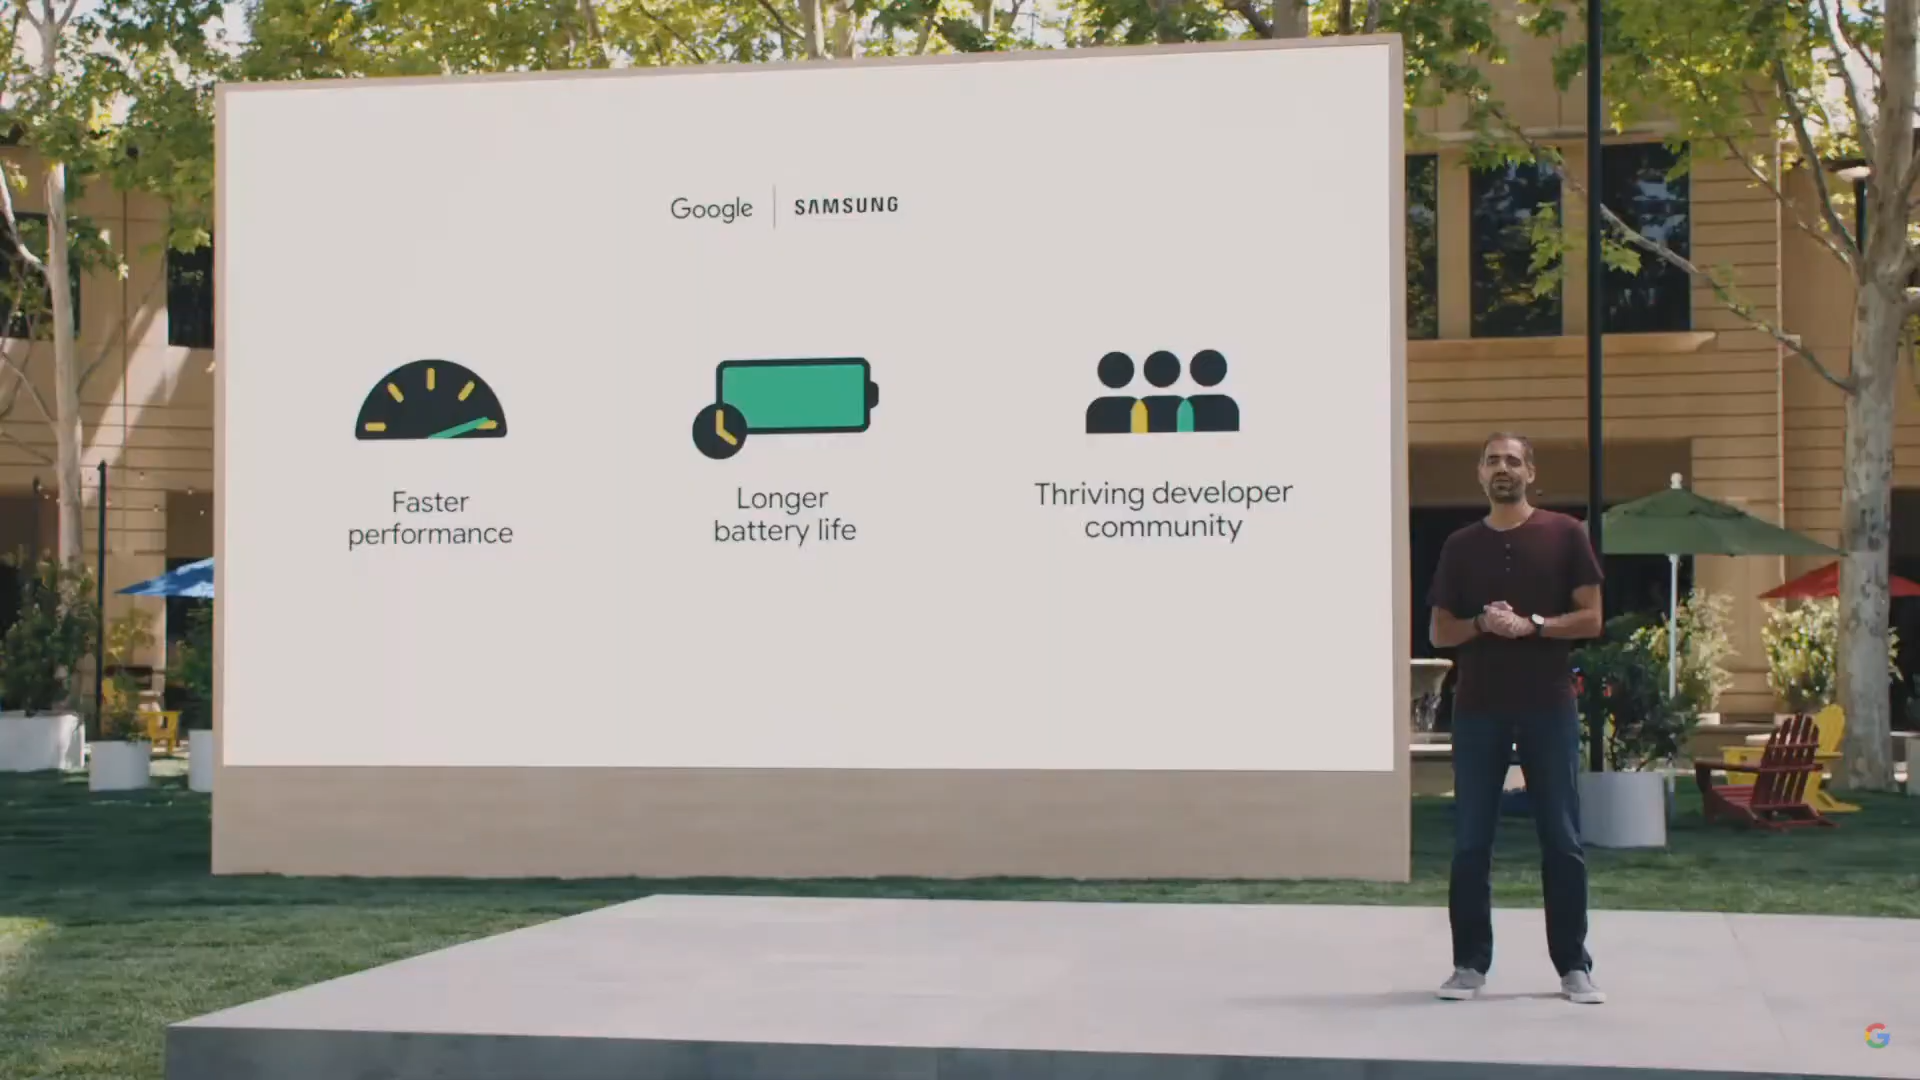 Google | SAMSUNG
Faster
performance
Longer
battery life
Thriving developer
community